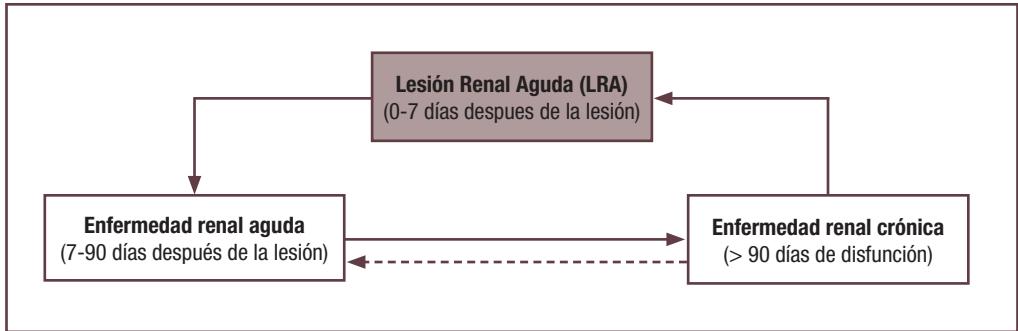 Lesión Renal Aguda (LRA)
(0-7 días despues de la lesión)
Enfermedad renal aguda
(7-90 días después de la lesión)
Enfermedad renal crónica
(> 90 días de disfunción)